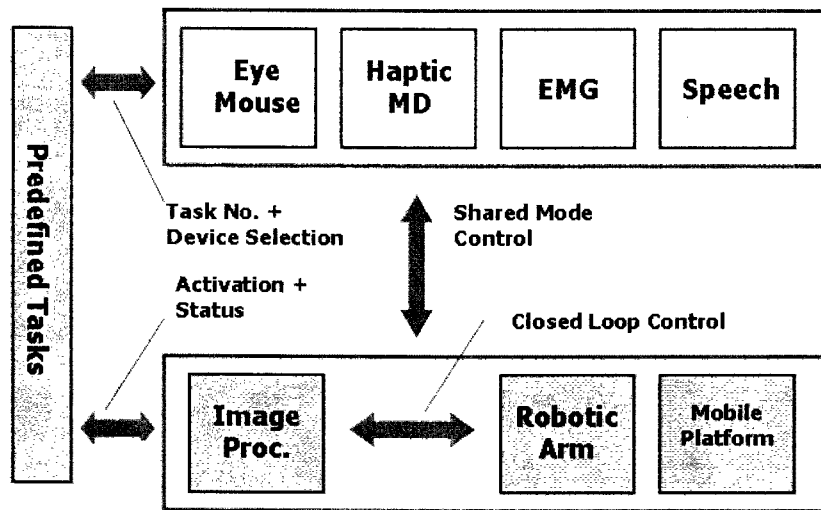 Predefined Tasks
Eye
Mouse
Haptic
MD
EMG
Speech
Task No. +
Device Selection
Shared Mode
Control
Activation +
Status
Closed Loop Control
Image
Proc.
Robotic
Arm
Mobile
Platform